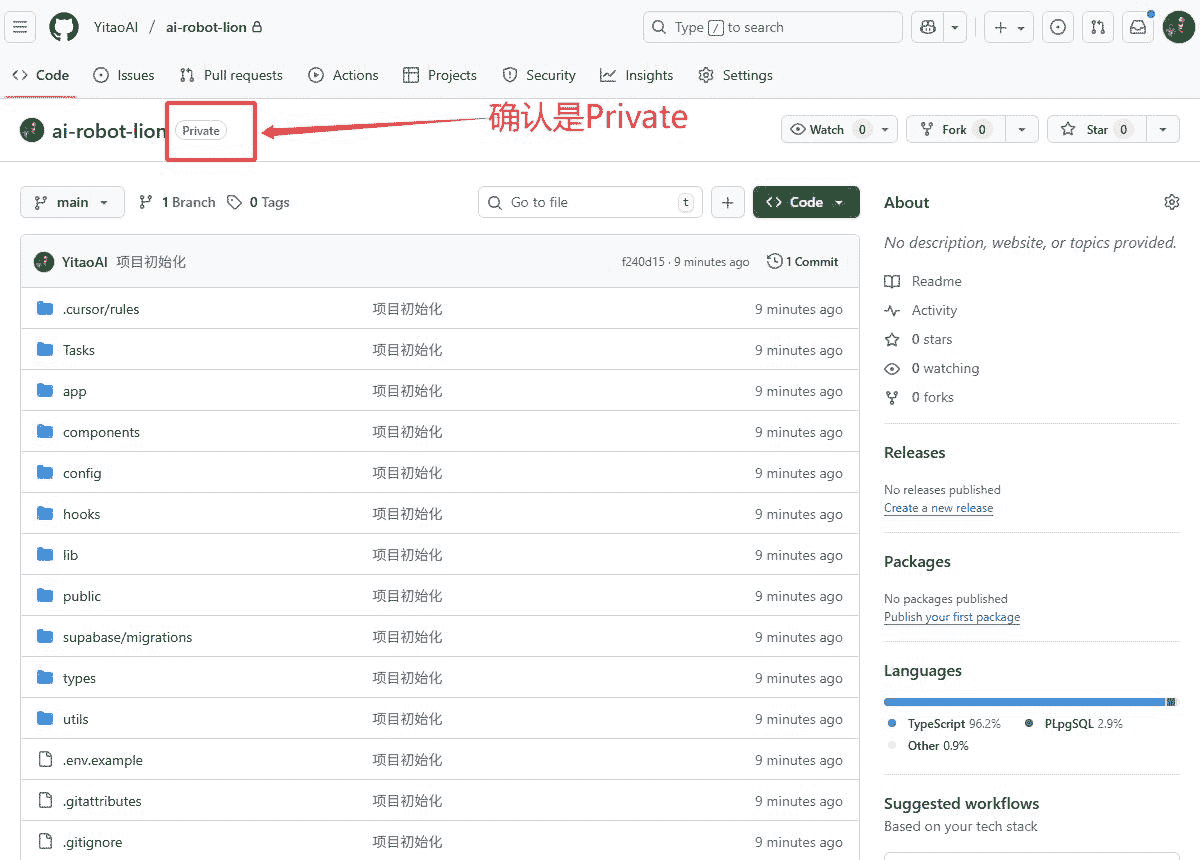 YitaoAI / ai-robot-lion
Type / to search
Code Issues Pull requests Actions Projects Security Insights Settings
确认是Private
ai-robot-lion Private
Watch 0 Fork 0 Star 0
main 1 Branch 0 Tags Go to file t + Code
YitaoAI 项目初始化 f240d15 · 9 minutes ago 1 Commit
.cursor/rules 项目初始化 9 minutes ago
Tasks 项目初始化 9 minutes ago
app 项目初始化 9 minutes ago
components 项目初始化 9 minutes ago
config 项目初始化 9 minutes ago
hooks 项目初始化 9 minutes ago
lib 项目初始化 9 minutes ago
public 项目初始化 9 minutes ago
supabase/migrations 项目初始化 9 minutes ago
types 项目初始化 9 minutes ago
utils 项目初始化 9 minutes ago
.env.example 项目初始化 9 minutes ago
.gitattributes 项目初始化 9 minutes ago
.gitignore 项目初始化 9 minutes ago
About
No description, website, or topics provided.
Readme
Activity
0 stars
0 watching
0 forks
Releases
No releases published
Create a new release
Packages
No packages published
Publish your first package
Languages
TypeScript 96.2% PLpgSQL 2.9%
Other 0.9%
Suggested workflows
Based on your tech stack